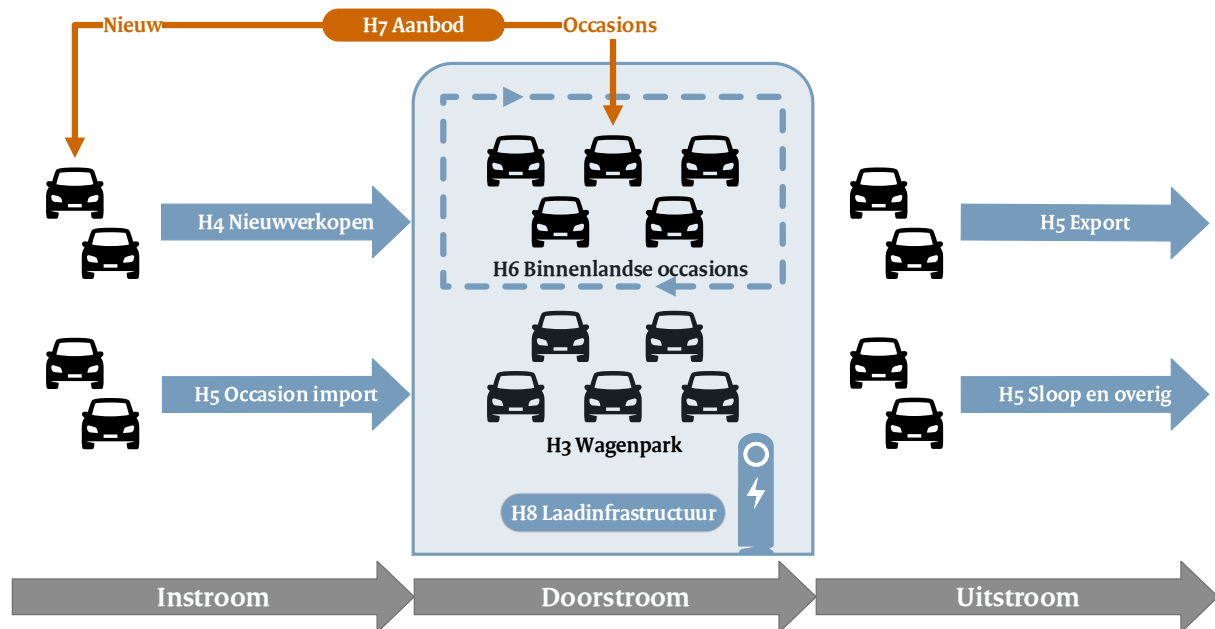 Nieuw
H7 Aanbod
Occasions
H4 Nieuwverkopen
H6 Binnenlandse occasions
H5 Export
H5 Occasion import
H5 Sloop en overig
H3 Wagenpark
H8 Laadinfrastructuur
Instroom
Doorstroom
Uitstroom